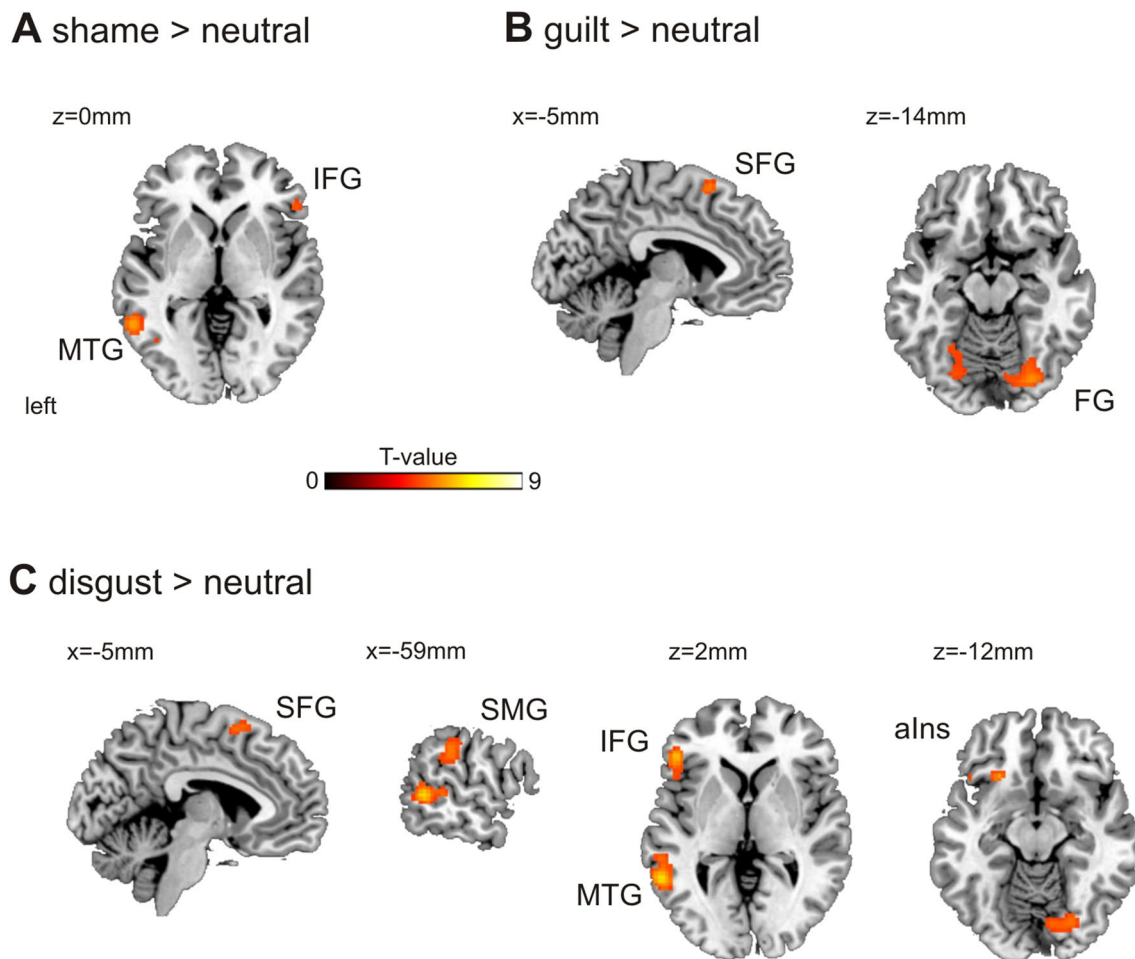 A shame > neutral
B guilt > neutral
z=0mm
x=-5mm
z=-14mm
IFG
SFG
MTG
left
FG
T-value
0
9
C disgust > neutral
x=-5mm
x=-59mm
z=2mm
z=-12mm
SFG
SMG
IFG
aIns
MTG